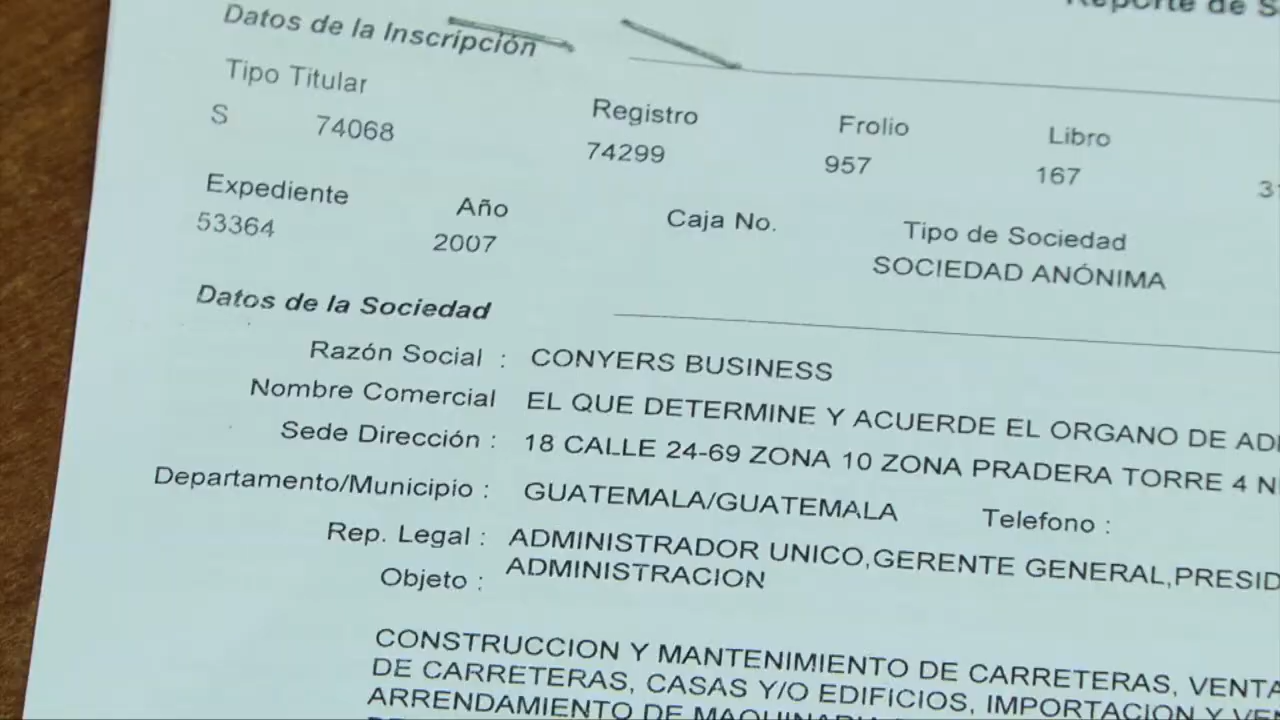 Reporte de S
Datos de la Inscripción
Tipo Titular Registro Frolio Libro
S 74068 74299 957 167 31
Expediente Año Caja No. Tipo de Sociedad
53364 2007 SOCIEDAD ANÓNIMA
Datos de la Sociedad
Razón Social : CONYERS BUSINESS
Nombre Comercial EL QUE DETERMINE Y ACUERDE EL ORGANO DE AD
Sede Dirección : 18 CALLE 24-69 ZONA 10 ZONA PRADERA TORRE 4 N
Departamento/Municipio : GUATEMALA/GUATEMALA Telefono :
Rep. Legal : ADMINISTRADOR UNICO,GERENTE GENERAL,PRESID
ADMINISTRACION
Objeto :
CONSTRUCCION Y MANTENIMIENTO DE CARRETERAS, VENTA
DE CARRETERAS, CASAS Y/O EDIFICIOS, IMPORTACION Y VE
ARRENDAMIENTO DE MAQUINARIA